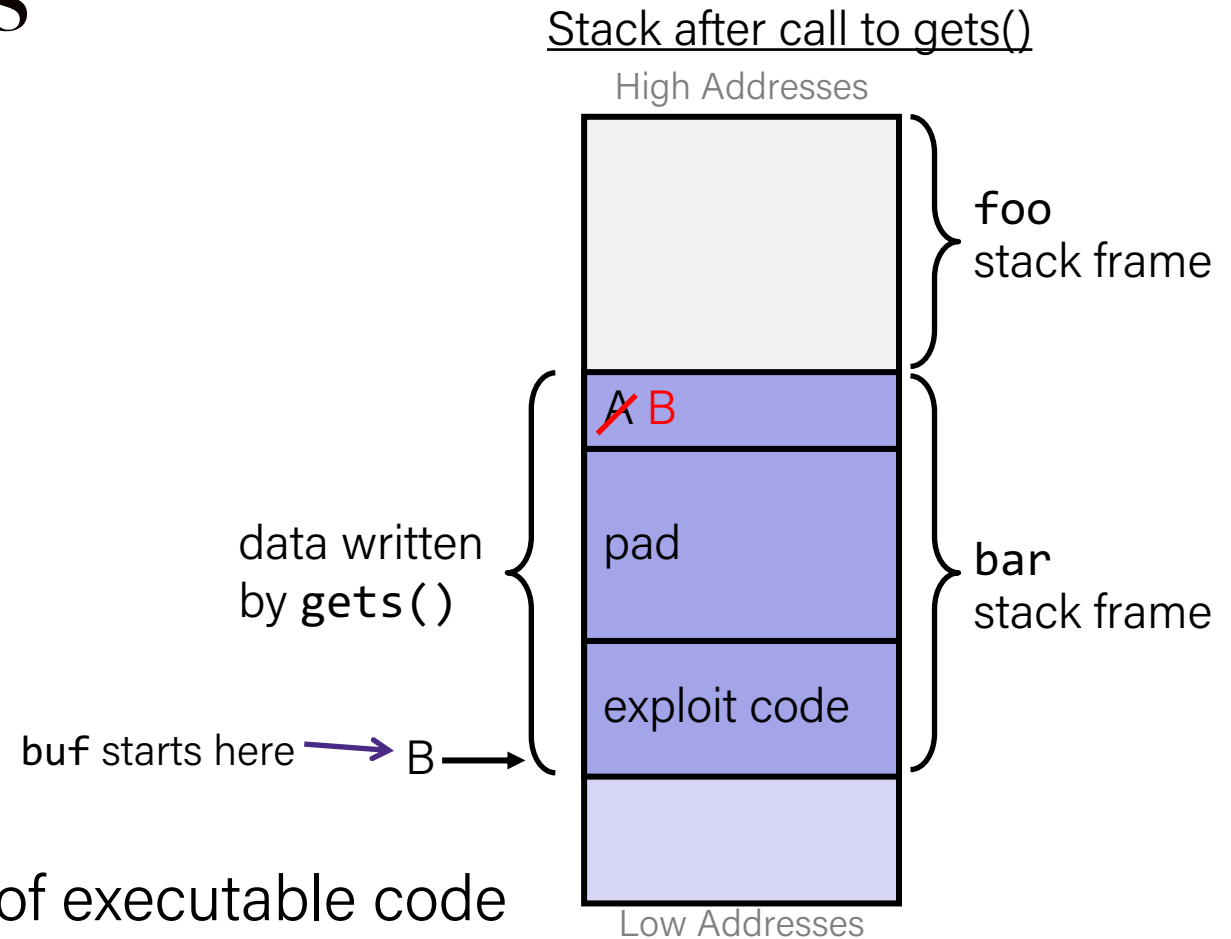 s
Stack after call to gets()
High Addresses
foo
stack frame
A B
data written
by gets()
pad
bar
stack frame
exploit code
buf starts here
B
of executable code
Low Addresses